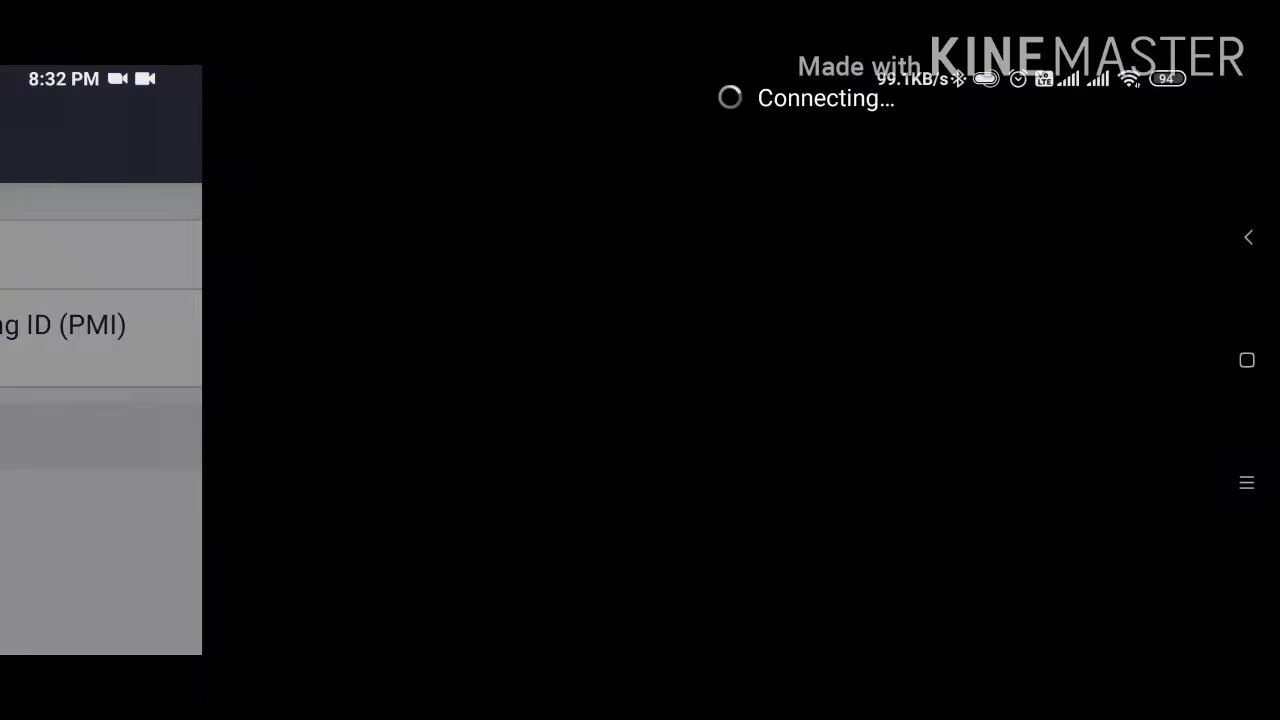 Made with KINEMASTER
8:32 PM 99.1KB/s 94
Connecting...
ng ID (PMI)